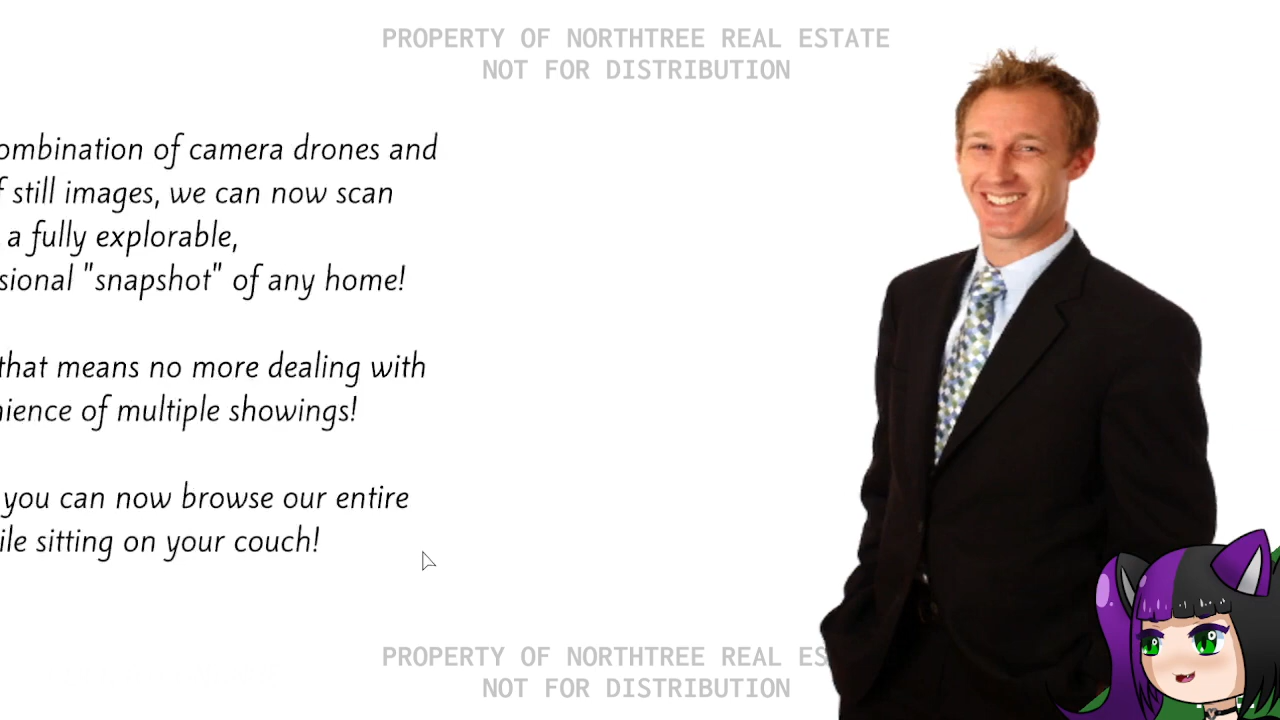 PROPERTY OF NORTHTREE REAL ESTATE
NOT FOR DISTRIBUTION
ombination of camera drones and
f still images, we can now scan
a fully explorable,
sional "snapshot" of any home!
that means no more dealing with
nience of multiple showings!
you can now browse our entire
ile sitting on your couch!
PROPERTY OF NORTHTREE REAL ES
NOT FOR DISTRIBUTION